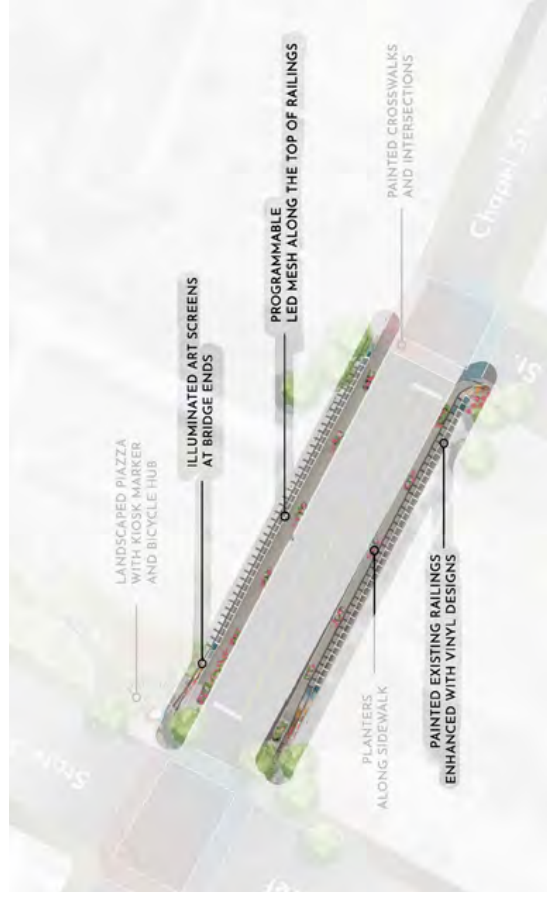 LANDSCAPED PIAZZA
WITH KIOSK MARKER
AND BICYCLE HUB
ILLUMINATED ART SCREENS
AT BRIDGE ENDS
PROGRAMMABLE
LED MESH ALONG THE TOP OF RAILINGS
PAINTED CROSSWALKS
AND INTERSECTIONS
Chapel St
St.
PLANTERS
ALONG SIDEWALK
PAINTED EXISTING RAILINGS
ENHANCED WITH VINYL DESIGNS